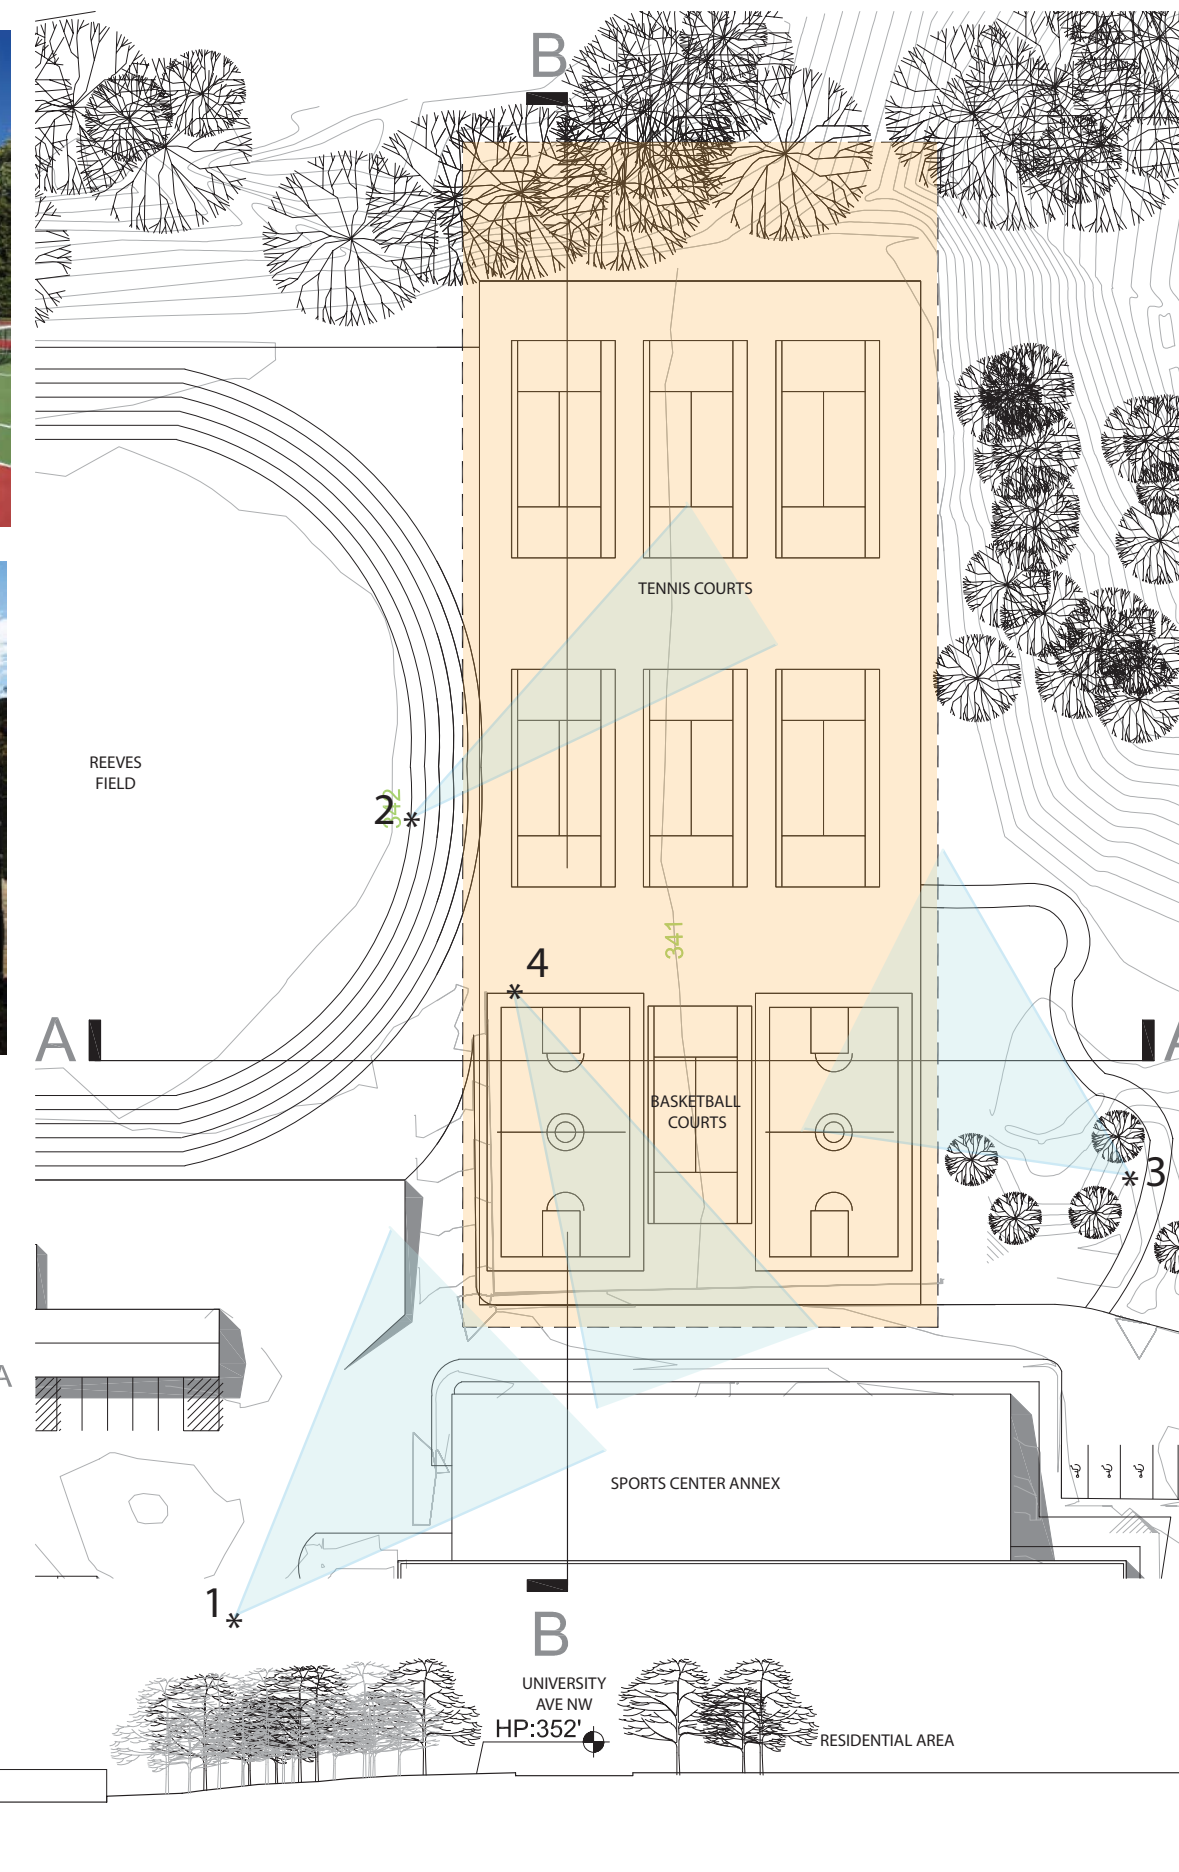 B
TENNIS COURTS
REEVES
FIELD
342
2
*
341
4
*
A
A
BASKETBALL
COURTS
3
*
A
SPORTS CENTER ANNEX
1
*
B
UNIVERSITY
AVE NW
HP:352'
RESIDENTIAL AREA